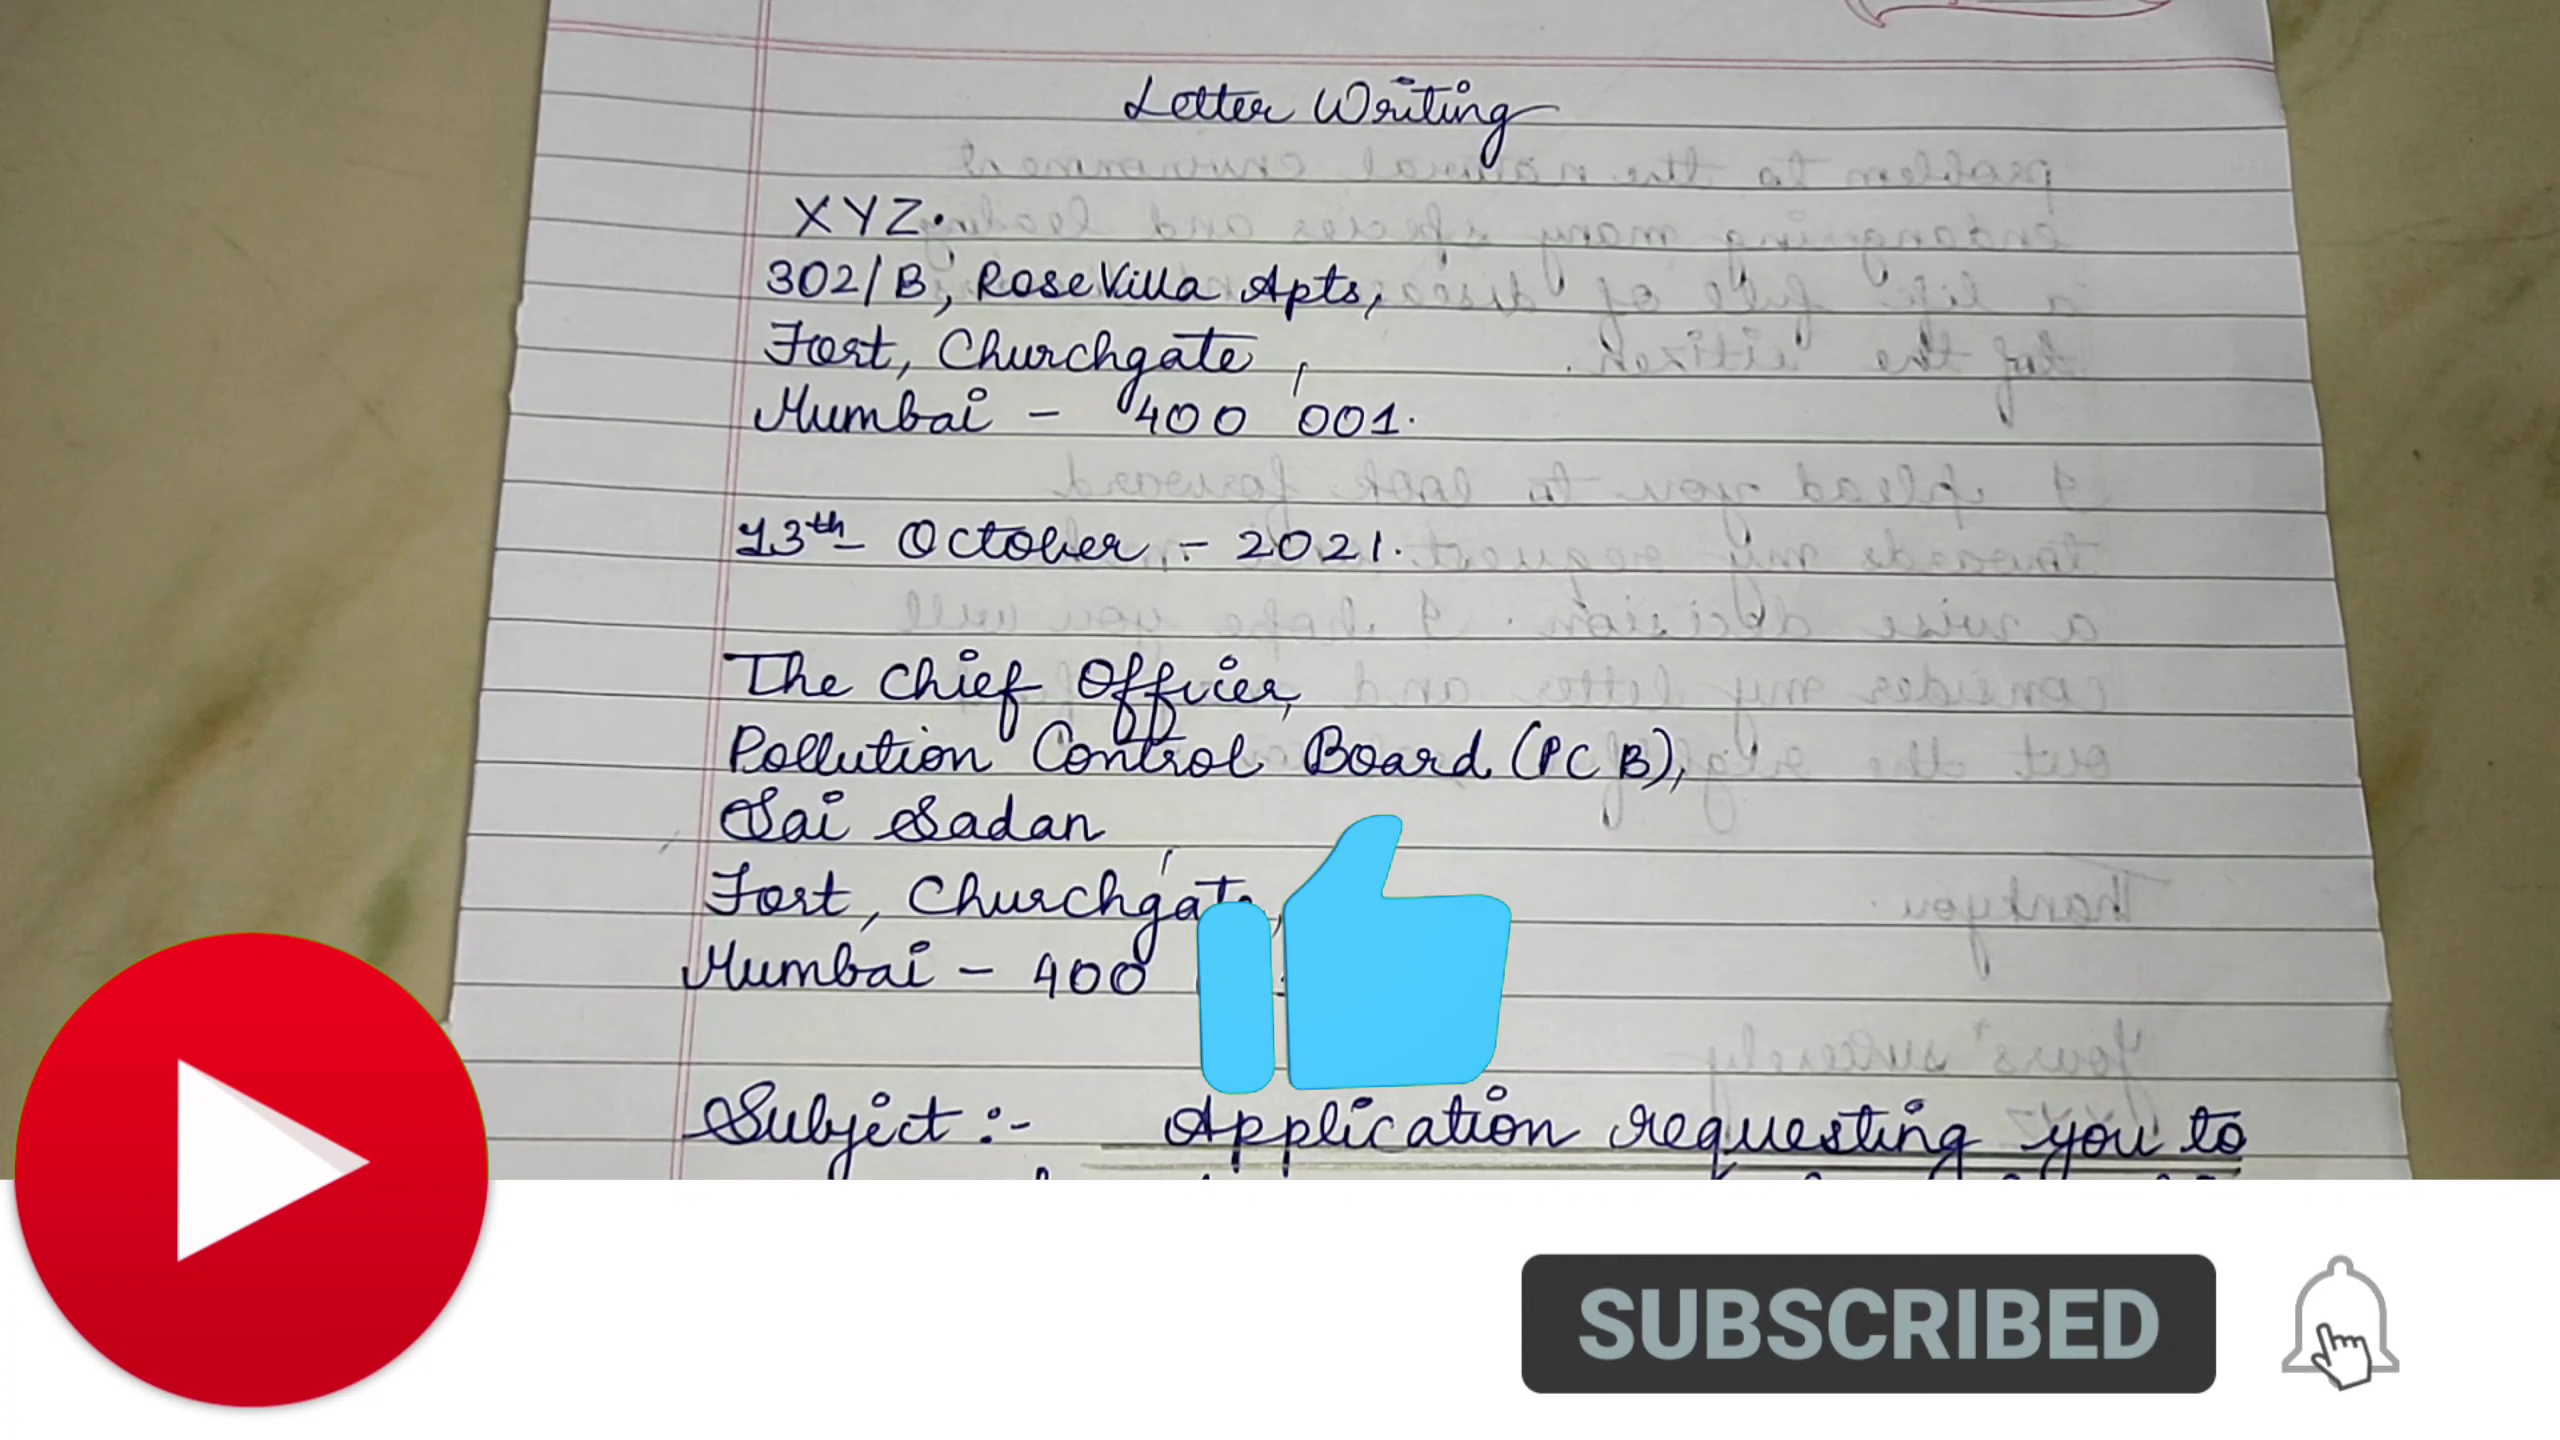 Letter Writing
XYZ.
302/B, Rose Villa Apts,
Fort, Churchgate,
Mumbai - 400 001.
13th October - 2021.
The Chief Officer,
Pollution Control Board (PCB),
Sai Sadan,
Fort, Churchgate,
Mumbai - 400
Subject :- Application requesting you to
SUBSCRIBED